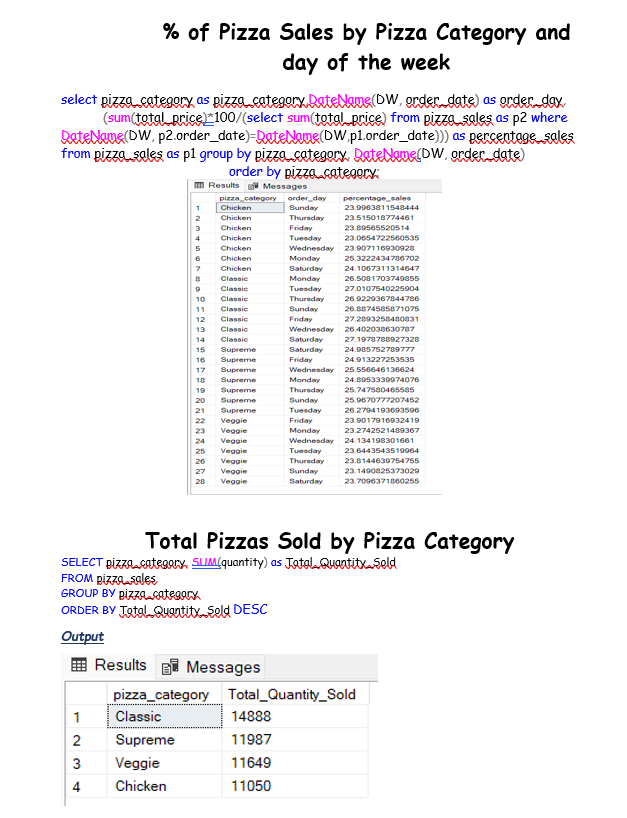 % of Pizza Sales by Pizza Category and
day of the week
select pizza_category as pizza_category,DateName(DW, order_date) as order_day,
(sum(total_price)*100/(select sum(total_price) from pizza_sales as p2 where
DateName(DW, p2.order_date)=DateName(DW,p1.order_date))) as percentage_sales
from pizza_sales as p1 group by pizza_category, DateName(DW, order_date)
order by pizza_category;
Results Messages
pizza_category order_day percentage_sales
1 Chicken Sunday 23.9963811548444
2 Chicken Thursday 23.515018774461
3 Chicken Friday 23.89565520514
4 Chicken Tuesday 23.0654722560535
5 Chicken Wednesday 23.907116930928
6 Chicken Monday 25.3222434786702
7 Chicken Saturday 24.1067311314647
8 Classic Monday 26.5081703749855
9 Classic Tuesday 27.0107540225904
10 Classic Thursday 26.9229367844786
11 Classic Sunday 26.8874585871075
12 Classic Friday 27.2893258480831
13 Classic Wednesday 26.402038630787
14 Classic Saturday 27.1978788927328
15 Supreme Saturday 24.985752789777
16 Supreme Friday 24.913227253535
17 Supreme Wednesday 25.556646136624
18 Supreme Monday 24.8953339974076
19 Supreme Thursday 25.747580465585
20 Supreme Sunday 25.9670777207452
21 Supreme Tuesday 26.2794193693596
22 Veggie Friday 23.9017916932419
23 Veggie Monday 23.2742521489367
24 Veggie Wednesday 24.134198301661
25 Veggie Tuesday 23.6443543519964
26 Veggie Thursday 23.8144639754755
27 Veggie Sunday 23.1490825373029
28 Veggie Saturday 23.7096371860255
Total Pizzas Sold by Pizza Category
SELECT pizza_category, SUM(quantity) as Total_Quantity_Sold
FROM pizza_sales
GROUP BY pizza_category
ORDER BY Total_Quantity_Sold DESC
Output
Results Messages
pizza_category Total_Quantity_Sold
1 Classic 14888
2 Supreme 11987
3 Veggie 11649
4 Chicken 11050